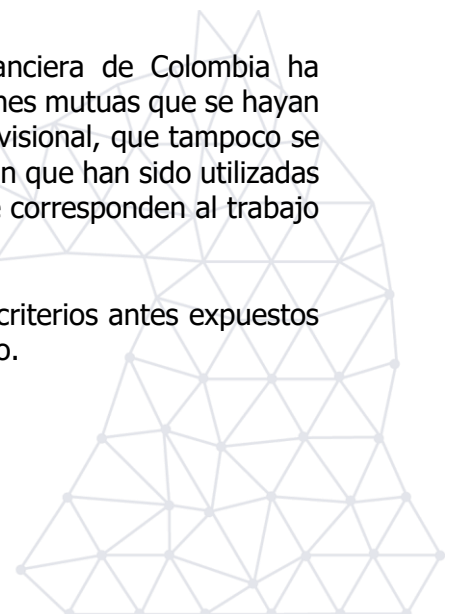 anciera de Colombia ha
nes mutuas que se hayan
visional, que tampoco se
n que han sido utilizadas
e corresponden al trabajo
criterios antes expuestos
o.